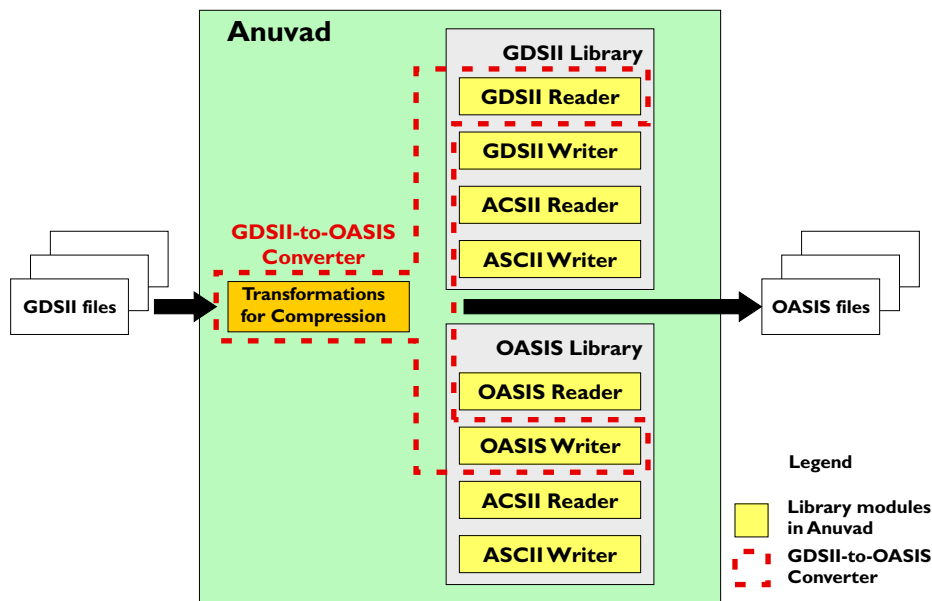 Anuvad
GDSII Library
GDSII Reader
GDSII Writer
ACSII Reader
ASCII Writer
GDSII-to-OASIS
Converter
Transformations
for Compression
GDSII files
OASIS files
OASIS Library
OASIS Reader
OASIS Writer
ACSII Reader
ASCII Writer
Legend
Library modules
in Anuvad
GDSII-to-OASIS
Converter